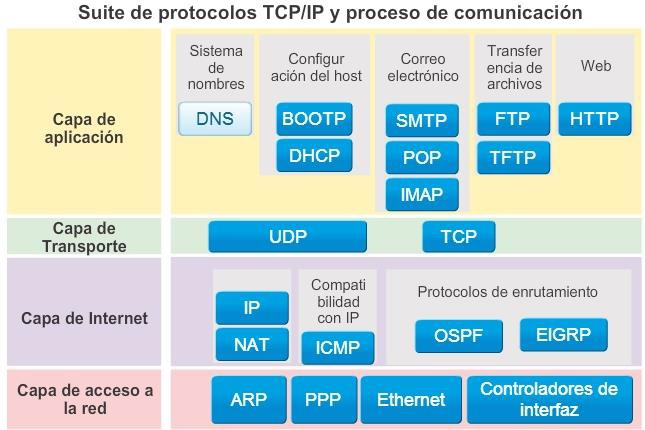 Suite de protocolos TCP/IP y proceso de comunicación
Capa de
aplicación
Sistema
de
nombres
DNS
Configur
ación del host
BOOTP
DHCP
Correo
electrónico
SMTP
POP
IMAP
Transfer
encia de
archivos
FTP
TFTP
Web
HTTP
Capa de
Transporte
UDP
TCP
Capa de Internet
IP
NAT
Compati
bilidad
con IP
ICMP
Protocolos de enrutamiento
OSPF
EIGRP
Capa de acceso a
la red
ARP
PPP
Ethernet
Controladores de
interfaz